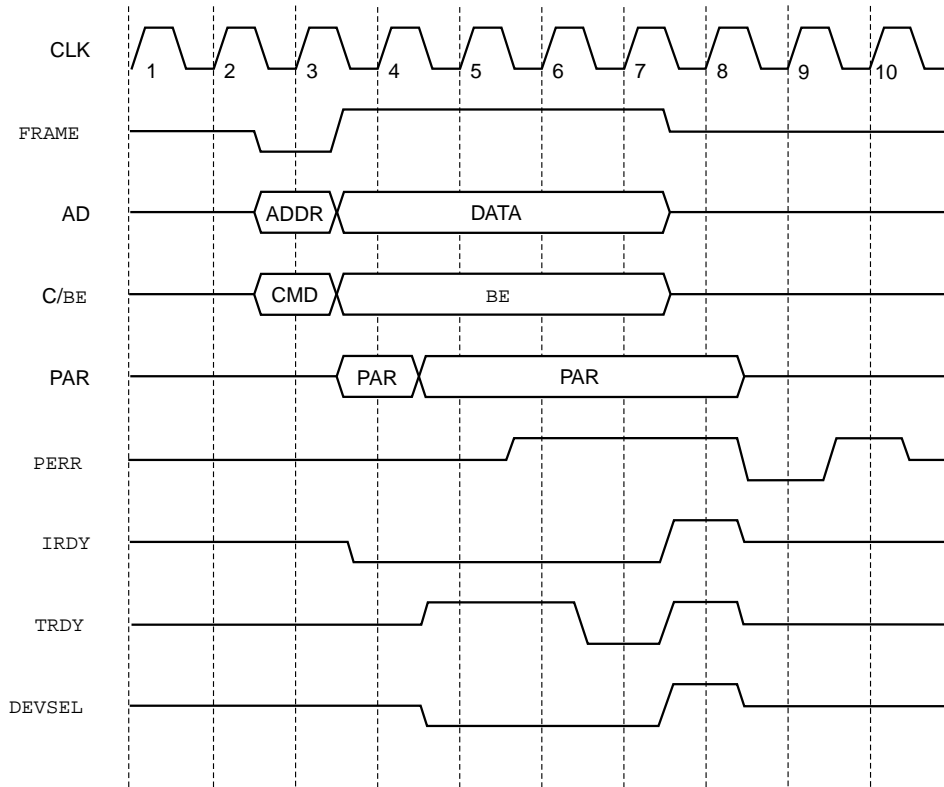 CLK
1 2 3 4 5 6 7 8 9 10
FRAME
AD ADDR DATA
C/BE CMD BE
PAR PAR PAR
PERR
IRDY
TRDY
DEVSEL